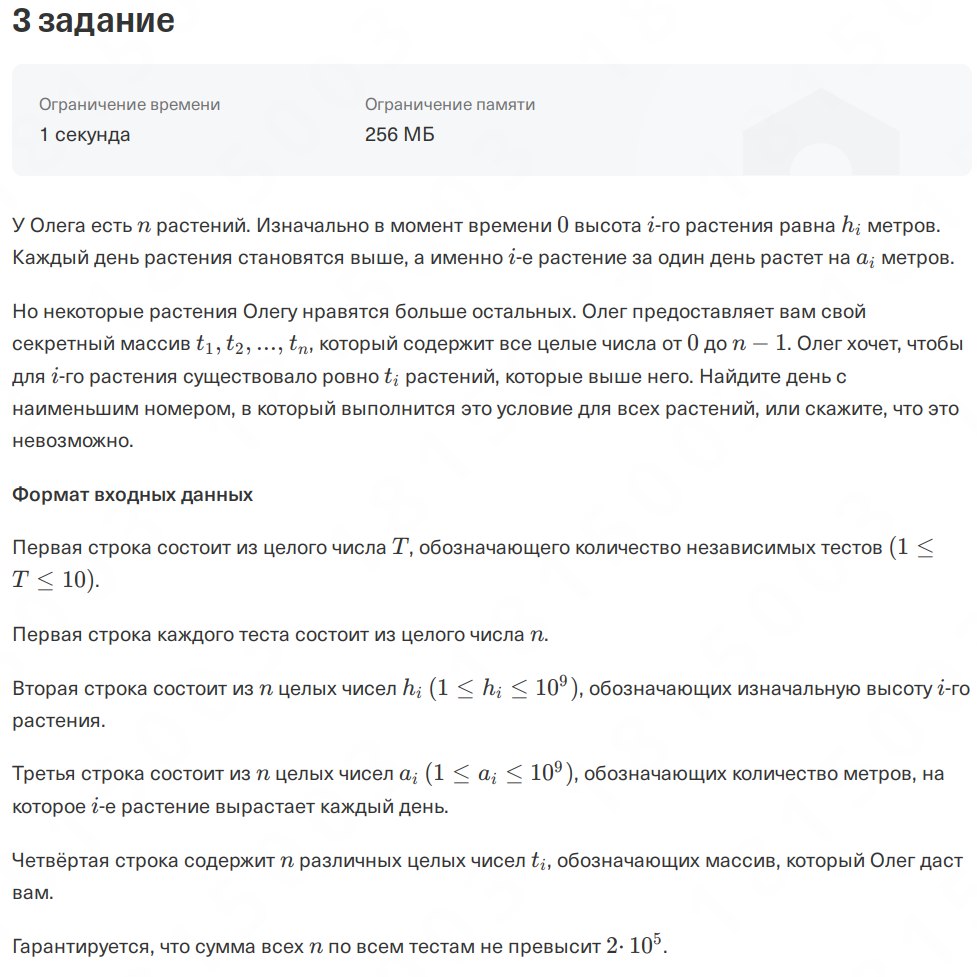 3 задание
Ограничение времени
Ограничение памяти
1 секунда
256 МБ
У Олега есть n растений. Изначально в момент времени 0 высота i-го растения равна h_i метров.
Каждый день растения становятся выше, а именно i-е растение за один день растет на a_i метров.
Но некоторые растения Олегу нравятся больше остальных. Олег предоставляет вам свой
секретный массив t_1, t_2, ..., t_n, который содержит все целые числа от 0 до n − 1. Олег хочет, чтобы
для i-го растения существовало ровно t_i растений, которые выше него. Найдите день с
наименьшим номером, в который выполнится это условие для всех растений, или скажите, что это
невозможно.
Формат входных данных
Первая строка состоит из целого числа T, обозначающего количество независимых тестов (1 ≤
T ≤ 10).
Первая строка каждого теста состоит из целого числа n.
Вторая строка состоит из n целых чисел h_i (1 ≤ h_i ≤ 10^9), обозначающих изначальную высоту i-го
растения.
Третья строка состоит из n целых чисел a_i (1 ≤ a_i ≤ 10^9), обозначающих количество метров, на
которое i-е растение вырастает каждый день.
Четвёртая строка содержит n различных целых чисел t_i, обозначающих массив, который Олег даст
вам.
Гарантируется, что сумма всех n по всем тестам не превысит 2· 10^5.